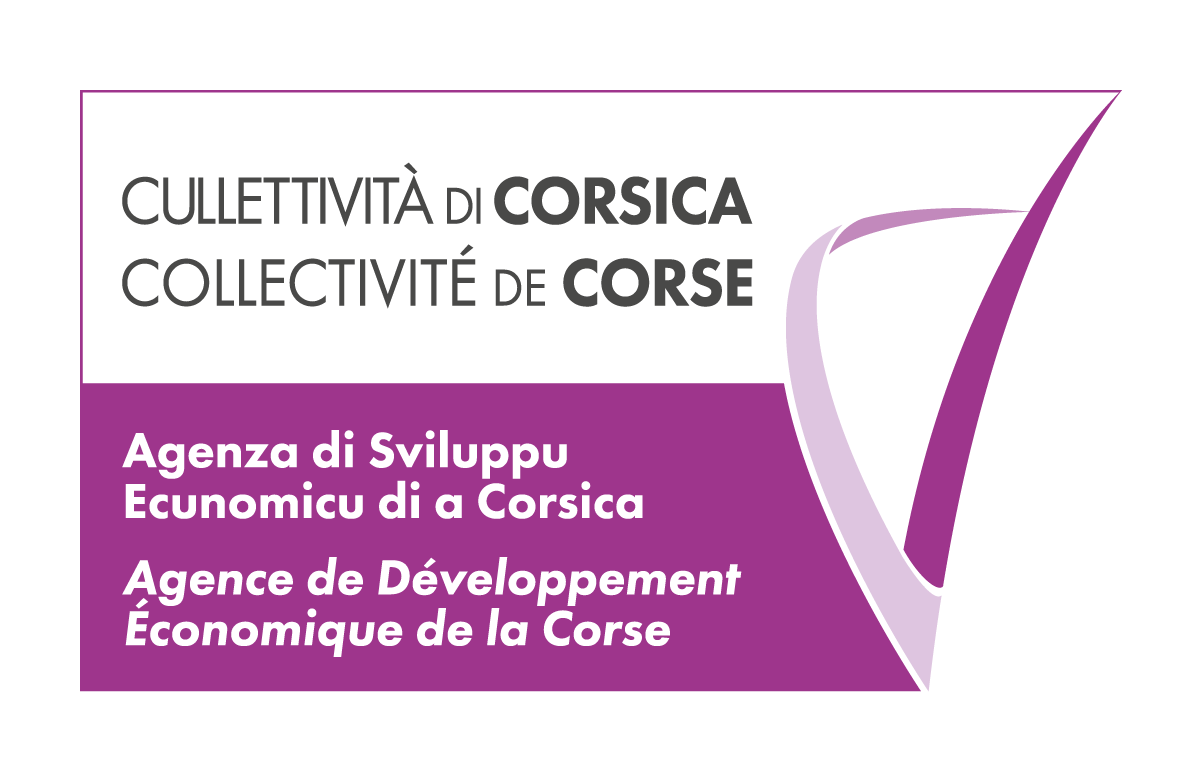 CULLETTIVITÀ DI CORSICA
COLLECTIVITÉ DE CORSE
Agenza di Sviluppu
Ecunomicu di a Corsica
Agence de Développement
Économique de la Corse